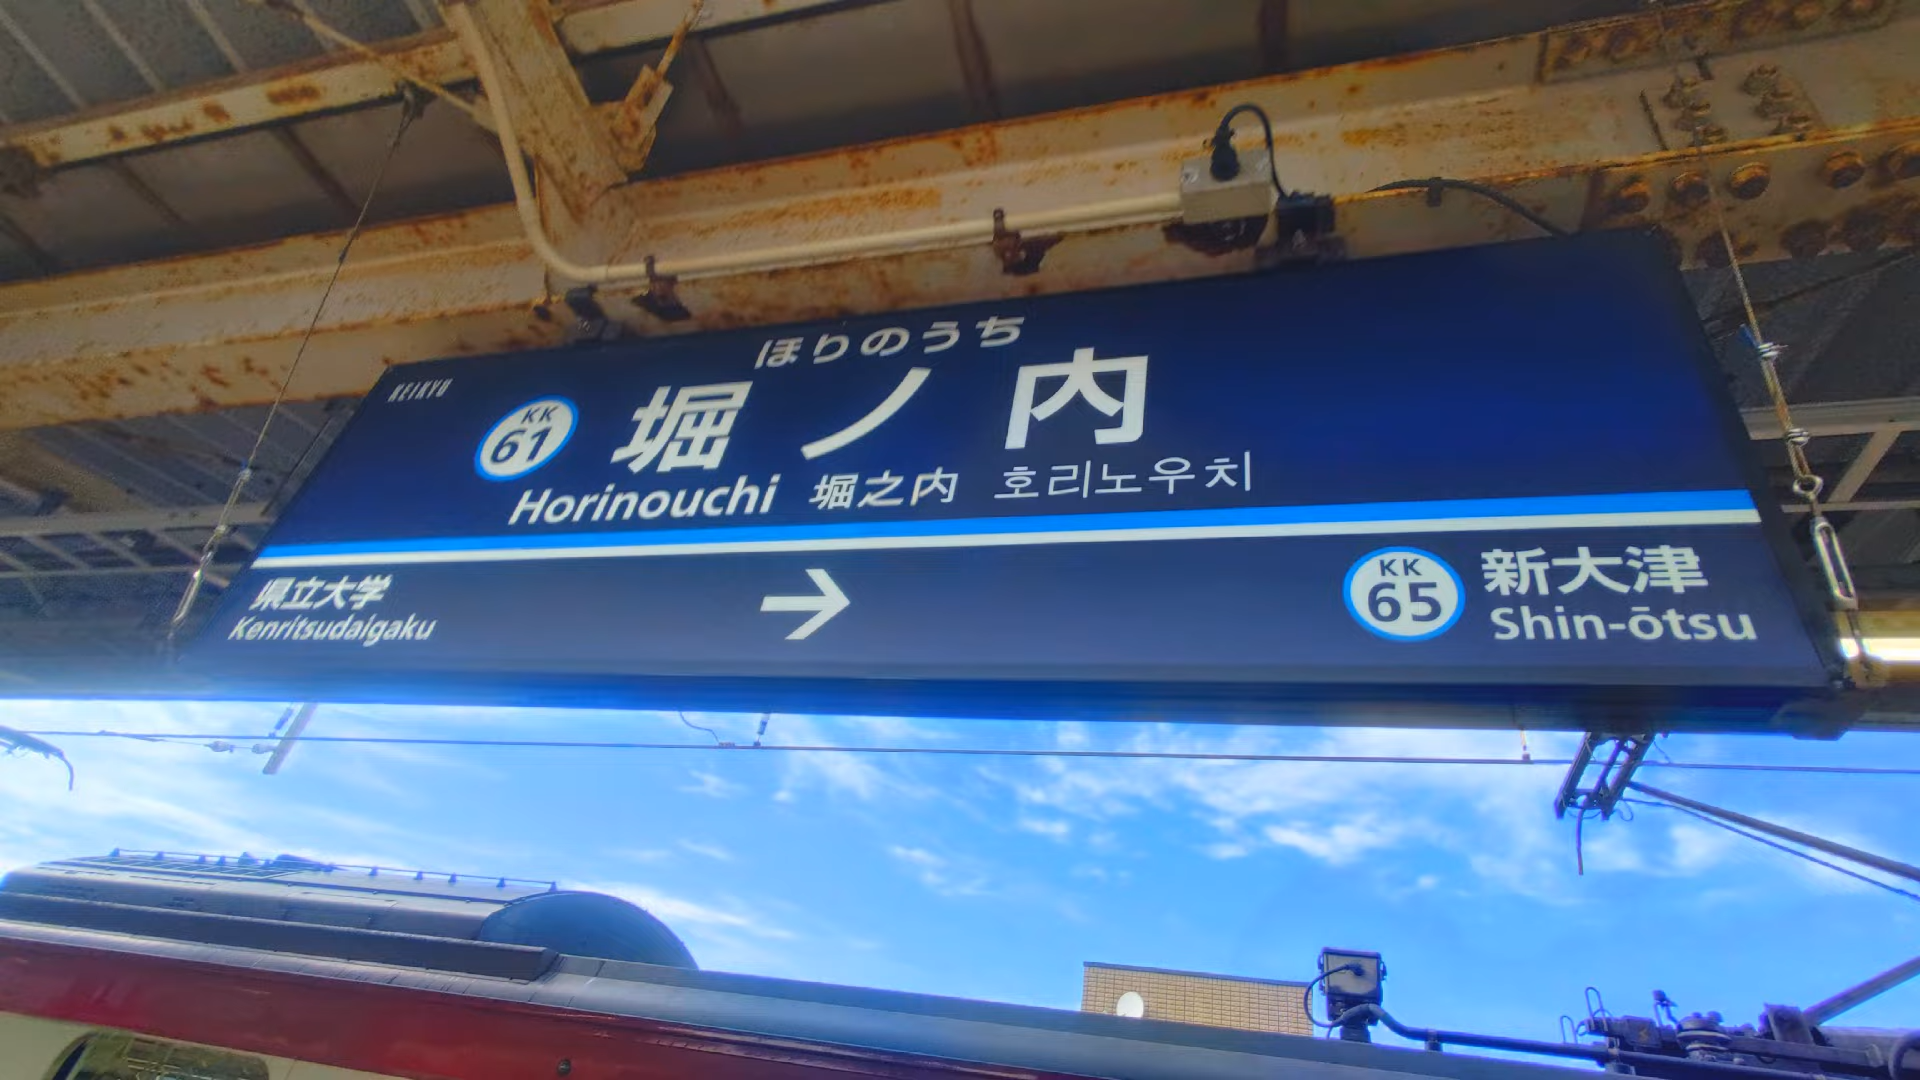 KEIKYU
ほりのうち
KK
61
堀ノ内
Horinouchi 堀之内 호리노우치
県立大学
Kenritsudaigaku
→
KK
65
新大津
Shin-ōtsu